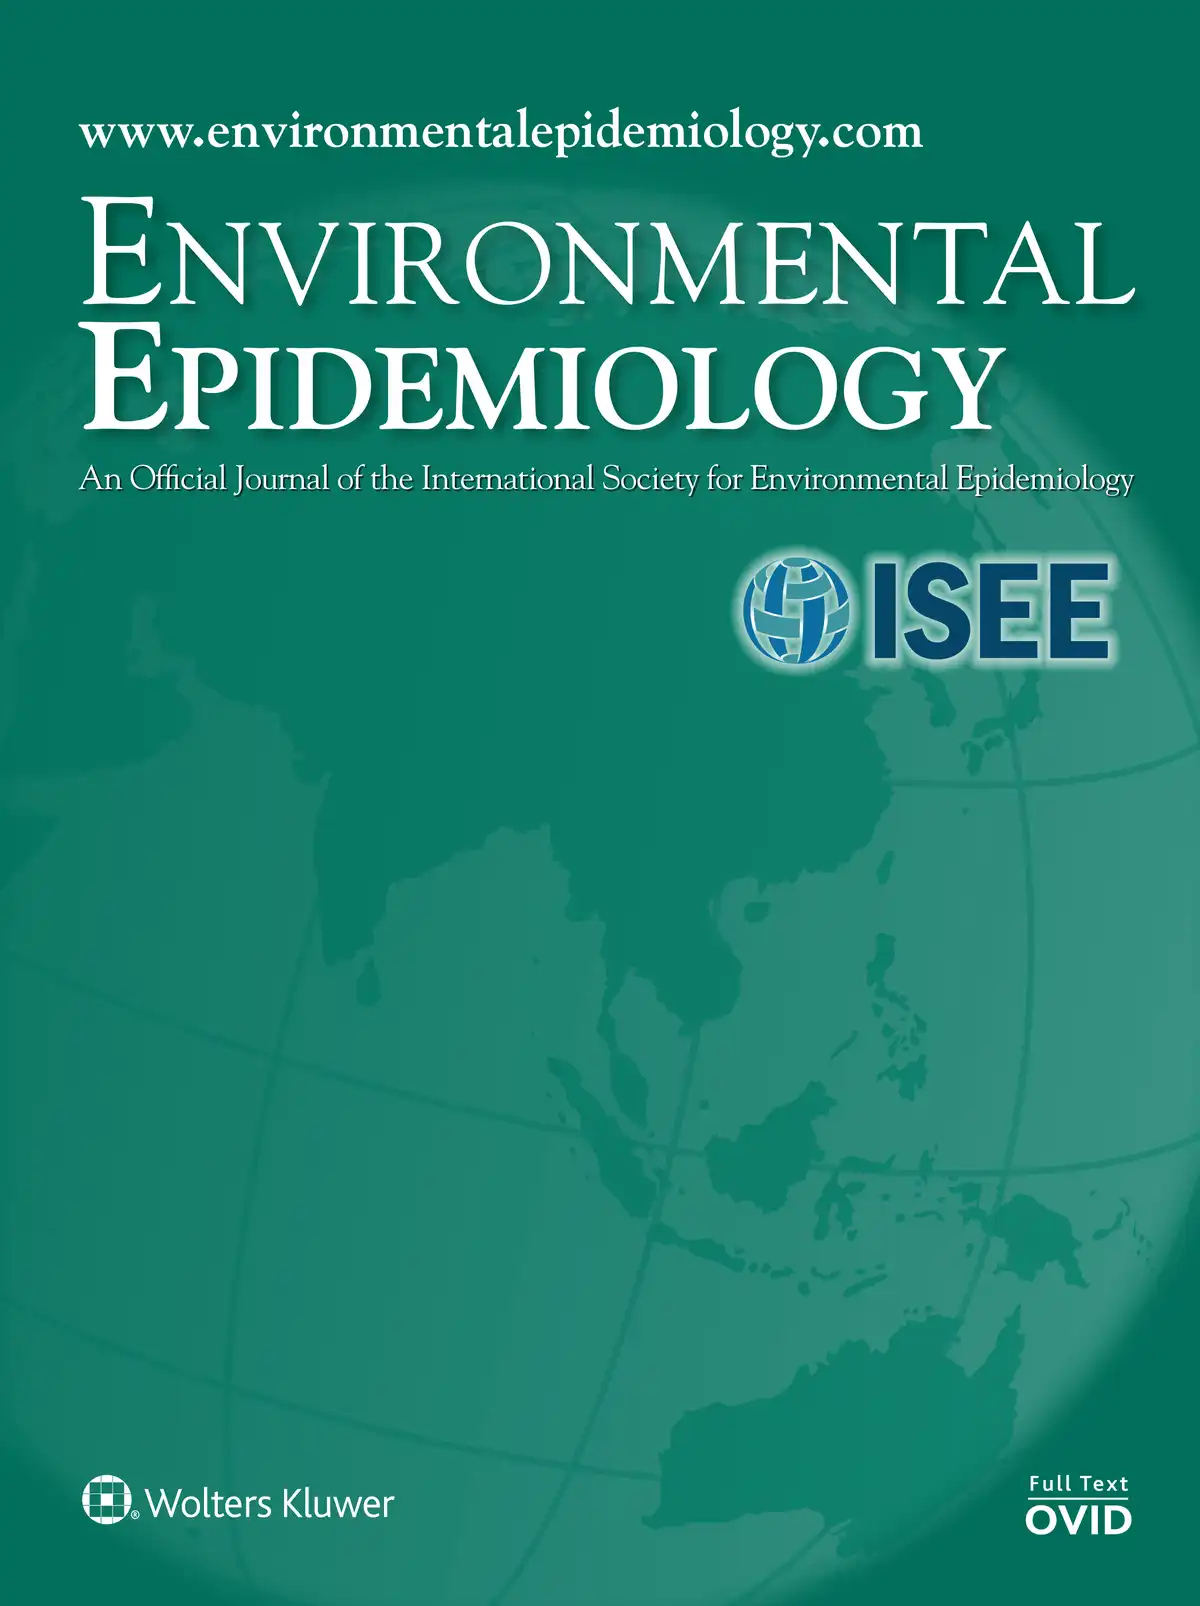 www.environmentalepidemiology.com
ENVIRONMENTAL
EPIDEMIOLOGY
An Official Journal of the International Society for Environmental Epidemiology
ISEE
Wolters Kluwer
Full Text
OVID